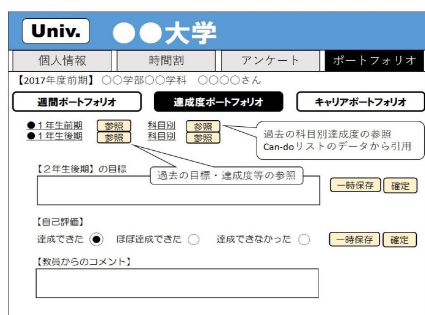 Univ. ●●大学
個人情報 時間割 アンケート ポートフォリオ
【2017年度前期】 〇〇学部〇〇学科 〇〇〇〇さん
週間ポートフォリオ 達成度ポートフォリオ キャリアポートフォリオ
●1年生前期 参照 科目別 参照
●1年生後期 参照 科目別 参照
過去の科目別達成度の参照
Can-doリストのデータから引用
【2年生後期】の目標
過去の目標・達成度等の参照
一時保存 確定
【自己評価】
達成できた ほぼ達成できた 達成できなかった 一時保存 確定
【教員からのコメント】